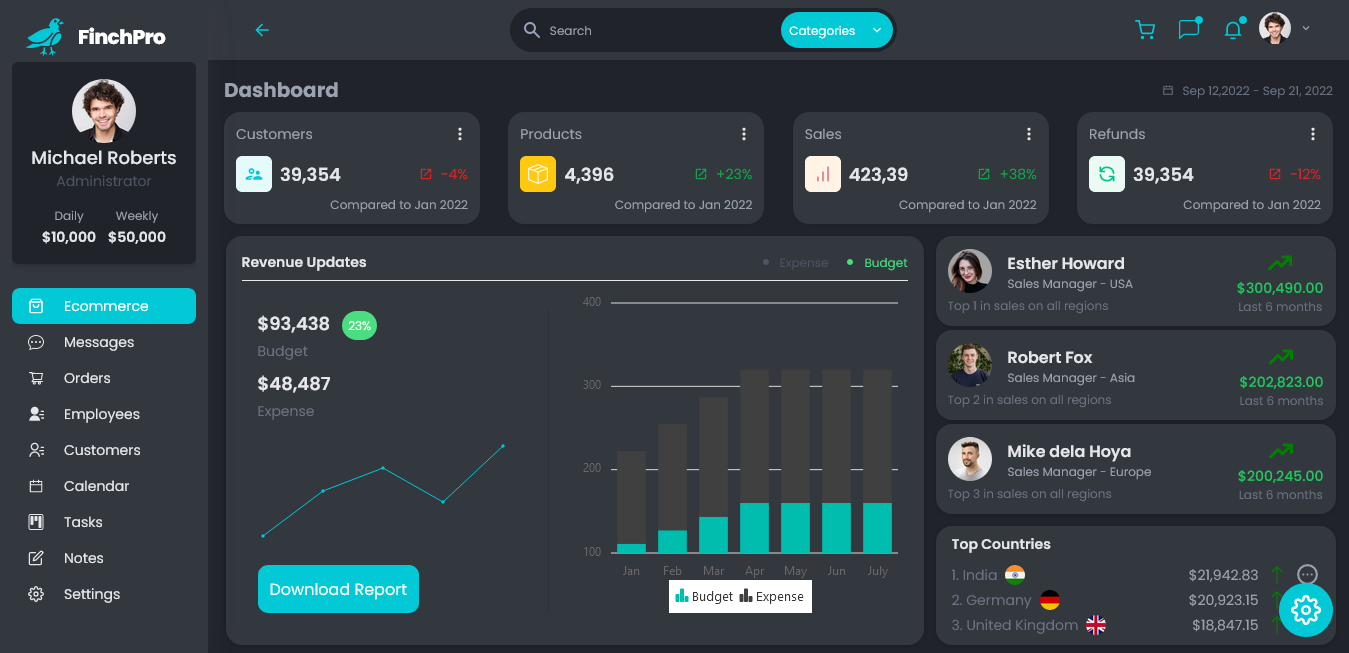 FinchPro
Search
Categories
Michael Roberts
Administrator
Daily Weekly
$10,000 $50,000
Ecommerce
Messages
Orders
Employees
Customers
Calendar
Tasks
Notes
Settings
Dashboard
Sep 12,2022 - Sep 21, 2022
Customers
39,354 -4%
Compared to Jan 2022
Products
4,396 +23%
Compared to Jan 2022
Sales
423,39 +38%
Compared to Jan 2022
Refunds
39,354 -12%
Compared to Jan 2022
Revenue Updates
Expense Budget
$93,438 23%
Budget
$48,487
Expense
Download Report
400
300
200
100
Jan Feb Mar Apr May Jun July
Budget Expense
Esther Howard
Sales Manager - USA
Top 1 in sales on all regions
$300,490.00
Last 6 months
Robert Fox
Sales Manager - Asia
Top 2 in sales on all regions
$202,823.00
Last 6 months
Mike dela Hoya
Sales Manager - Europe
Top 3 in sales on all regions
$200,245.00
Last 6 months
Top Countries
1. India $21,942.83
2. Germany $20,923.15
3. United Kingdom $18,847.15